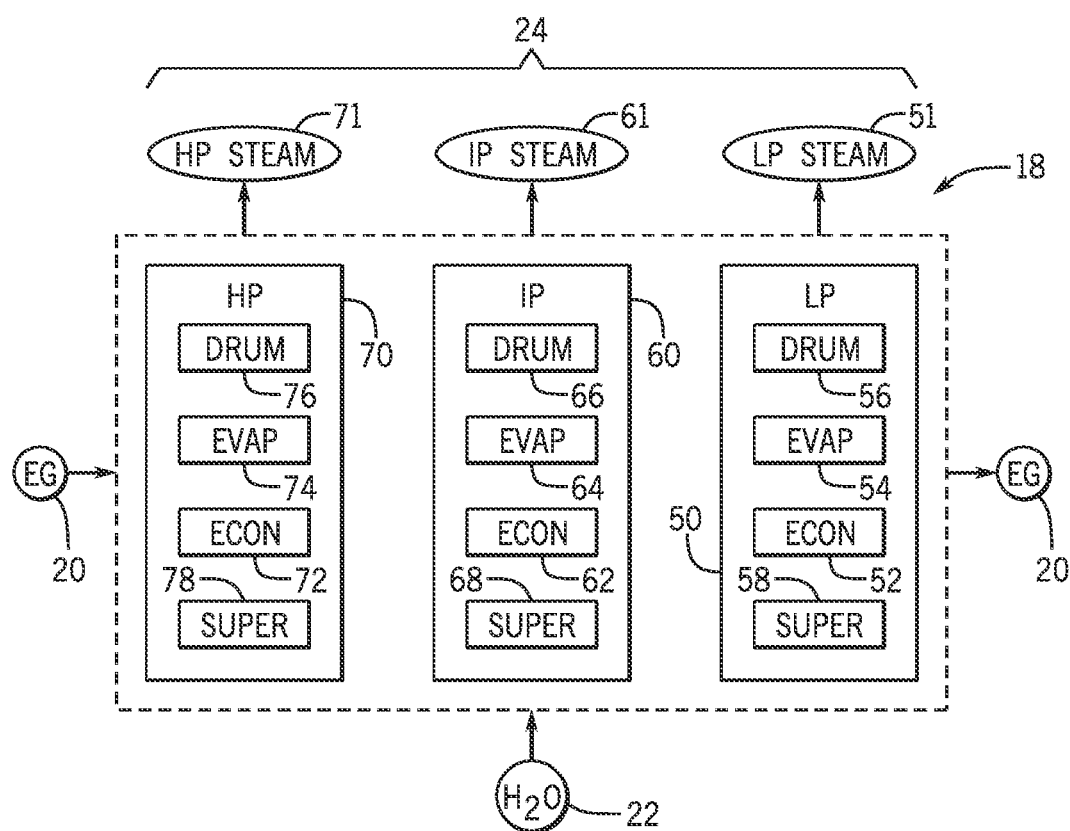 24
71
61
51
HP STEAM
IP STEAM
LP STEAM
18
HP
IP
LP
70
60
DRUM
DRUM
DRUM
76
66
56
EVAP
EVAP
EVAP
EG
EG
74
64
54
50
ECON
ECON
ECON
20
20
78
72
68
62
58
52
SUPER
SUPER
SUPER
H2O
22